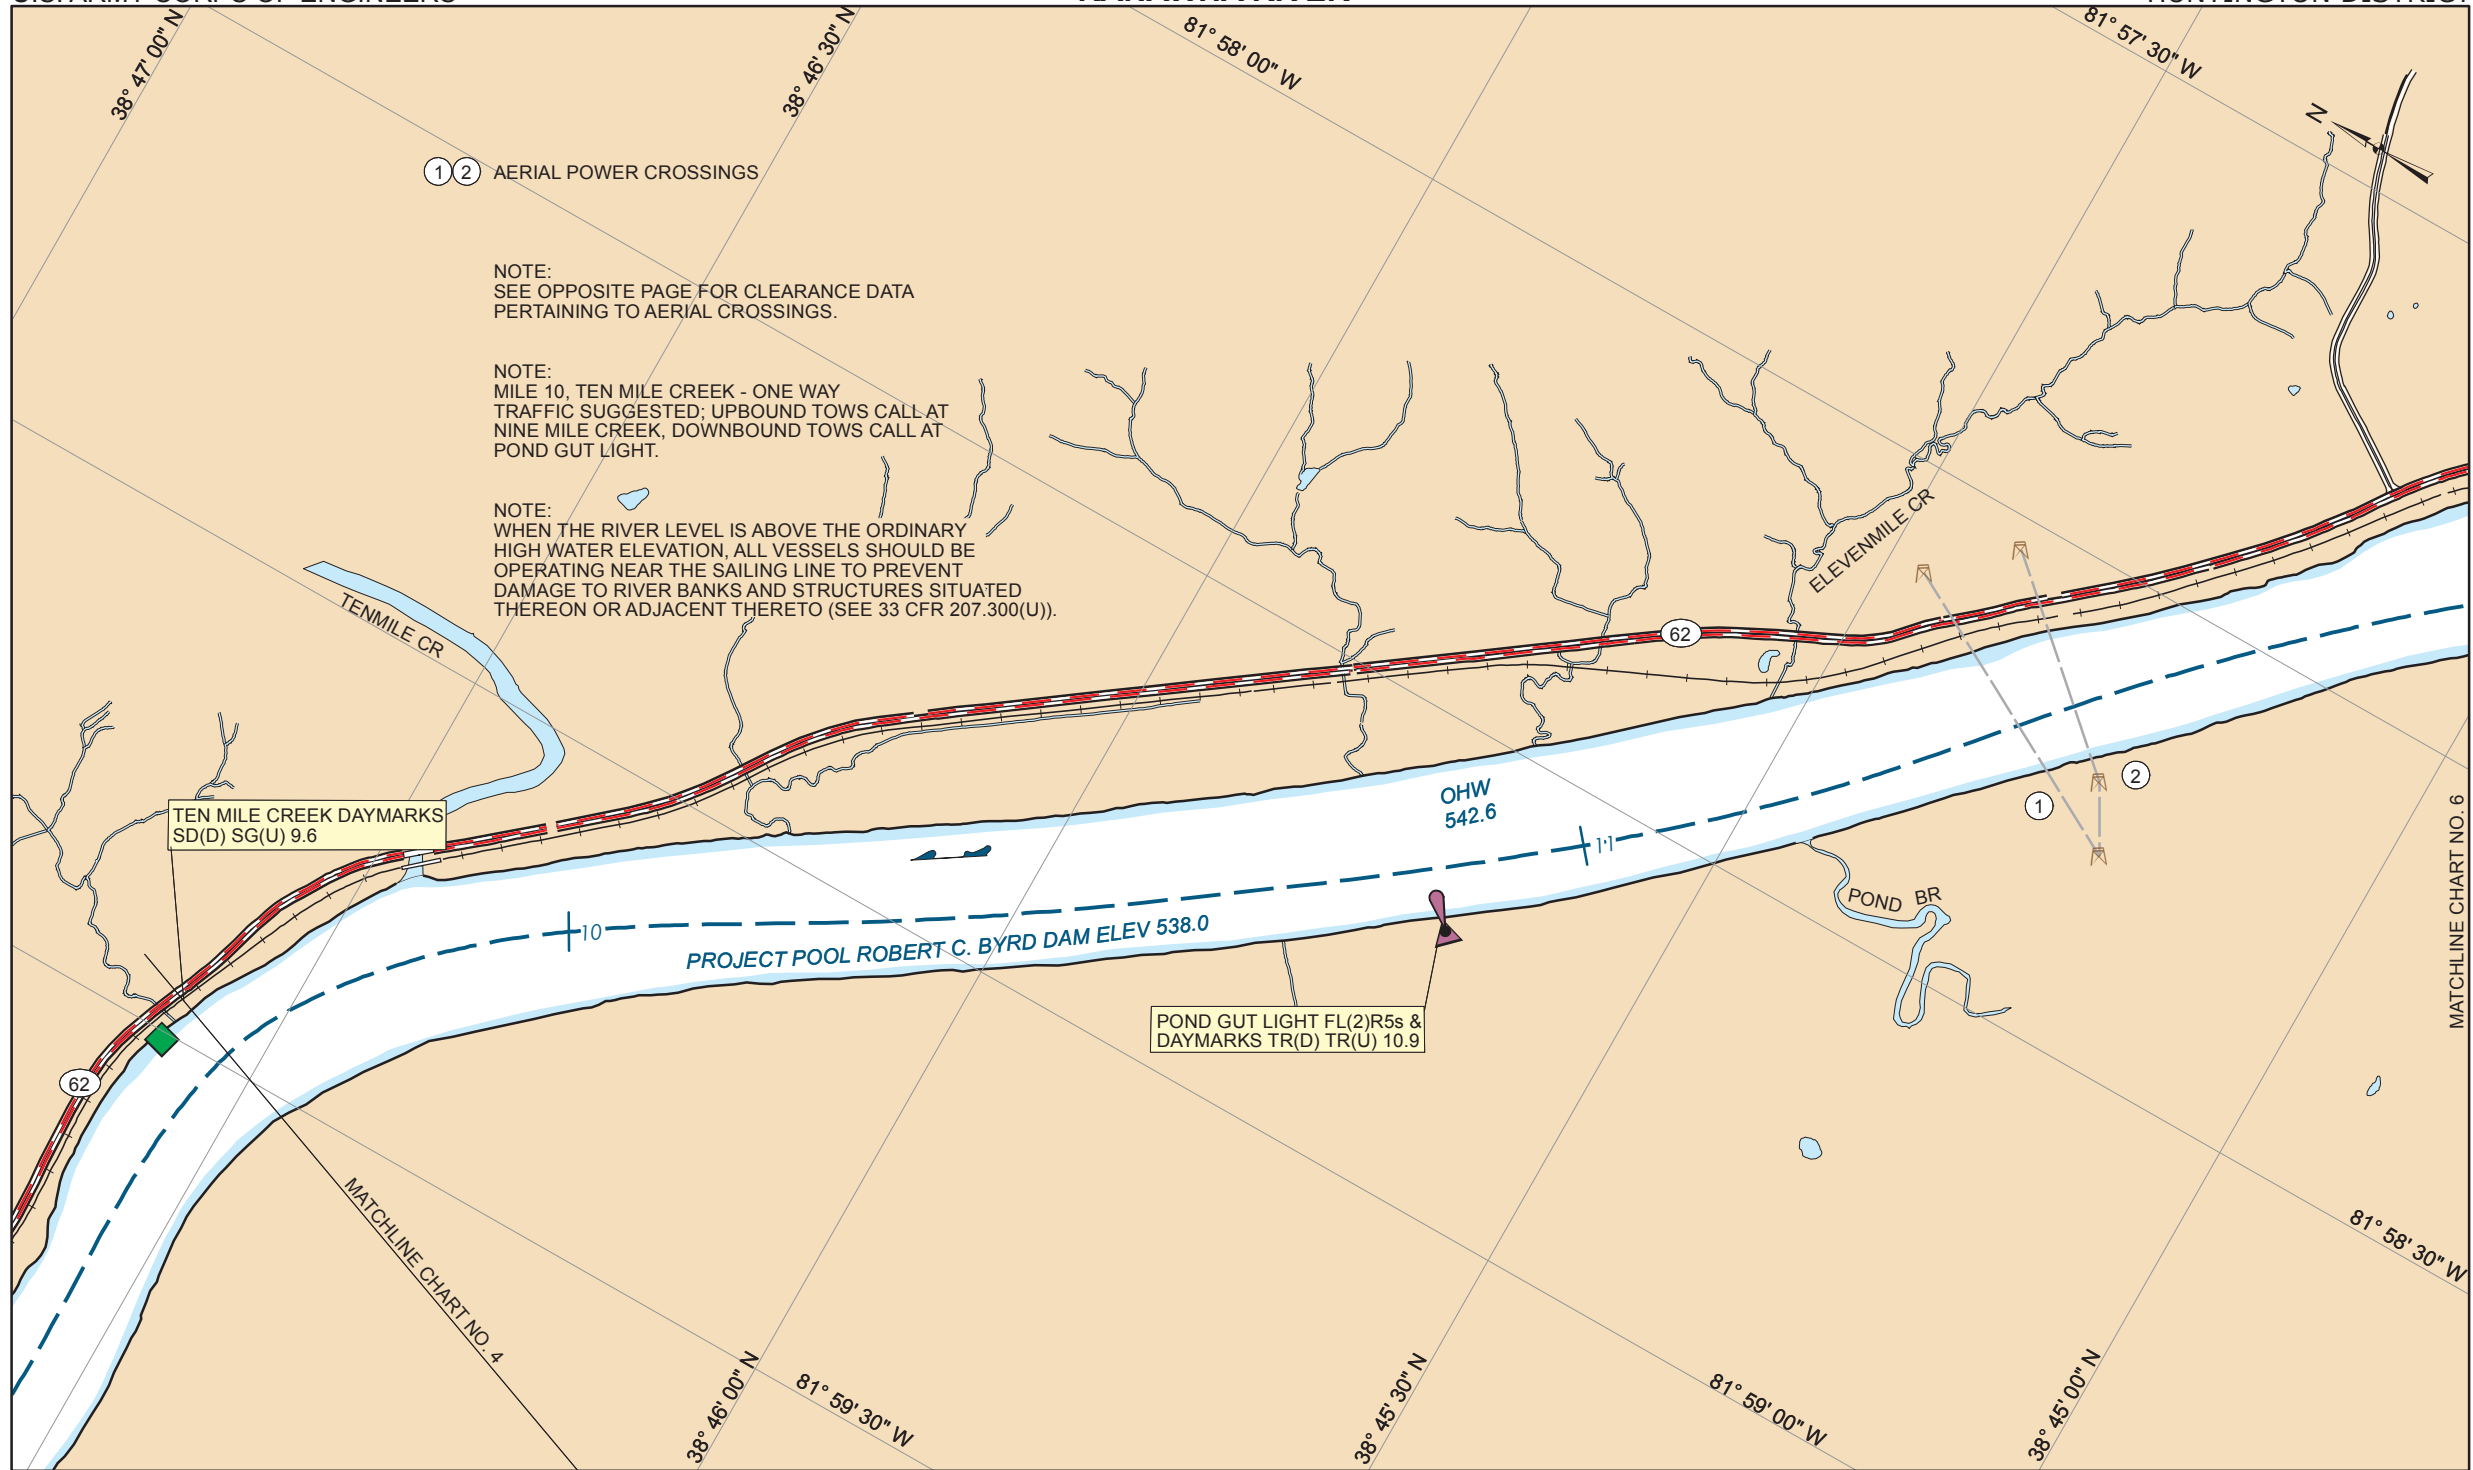 38° 47' 00" N
38° 46' 30" N
81° 58' 00" W
81° 57' 30" W
N
1 2 AERIAL POWER CROSSINGS
NOTE:
SEE OPPOSITE PAGE FOR CLEARANCE DATA
PERTAINING TO AERIAL CROSSINGS.
NOTE:
MILE 10, TEN MILE CREEK - ONE WAY
TRAFFIC SUGGESTED; UPBOUND TOWS CALL AT
NINE MILE CREEK, DOWNBOUND TOWS CALL AT
POND GUT LIGHT.
NOTE:
WHEN THE RIVER LEVEL IS ABOVE THE ORDINARY
HIGH WATER ELEVATION, ALL VESSELS SHOULD BE
OPERATING NEAR THE SAILING LINE TO PREVENT
DAMAGE TO RIVER BANKS AND STRUCTURES SITUATED
THEREON OR ADJACENT THERETO (SEE 33 CFR 207.300(U)).
TENMILE CR
ELEVENMILE CR
62
TEN MILE CREEK DAYMARKS
SD(D) SG(U) 9.6
OHW
542.6
1
2
11
10
PROJECT POOL ROBERT C. BYRD DAM ELEV 538.0
POND BR
POND GUT LIGHT FL(2)R5s &
DAYMARKS TR(D) TR(U) 10.9
62
MATCHLINE CHART NO. 6
MATCHLINE CHART NO. 4
81° 58' 30" W
38° 46' 00" N
81° 59' 30" W
38° 45' 30" N
81° 59' 00" W
38° 45' 00" N